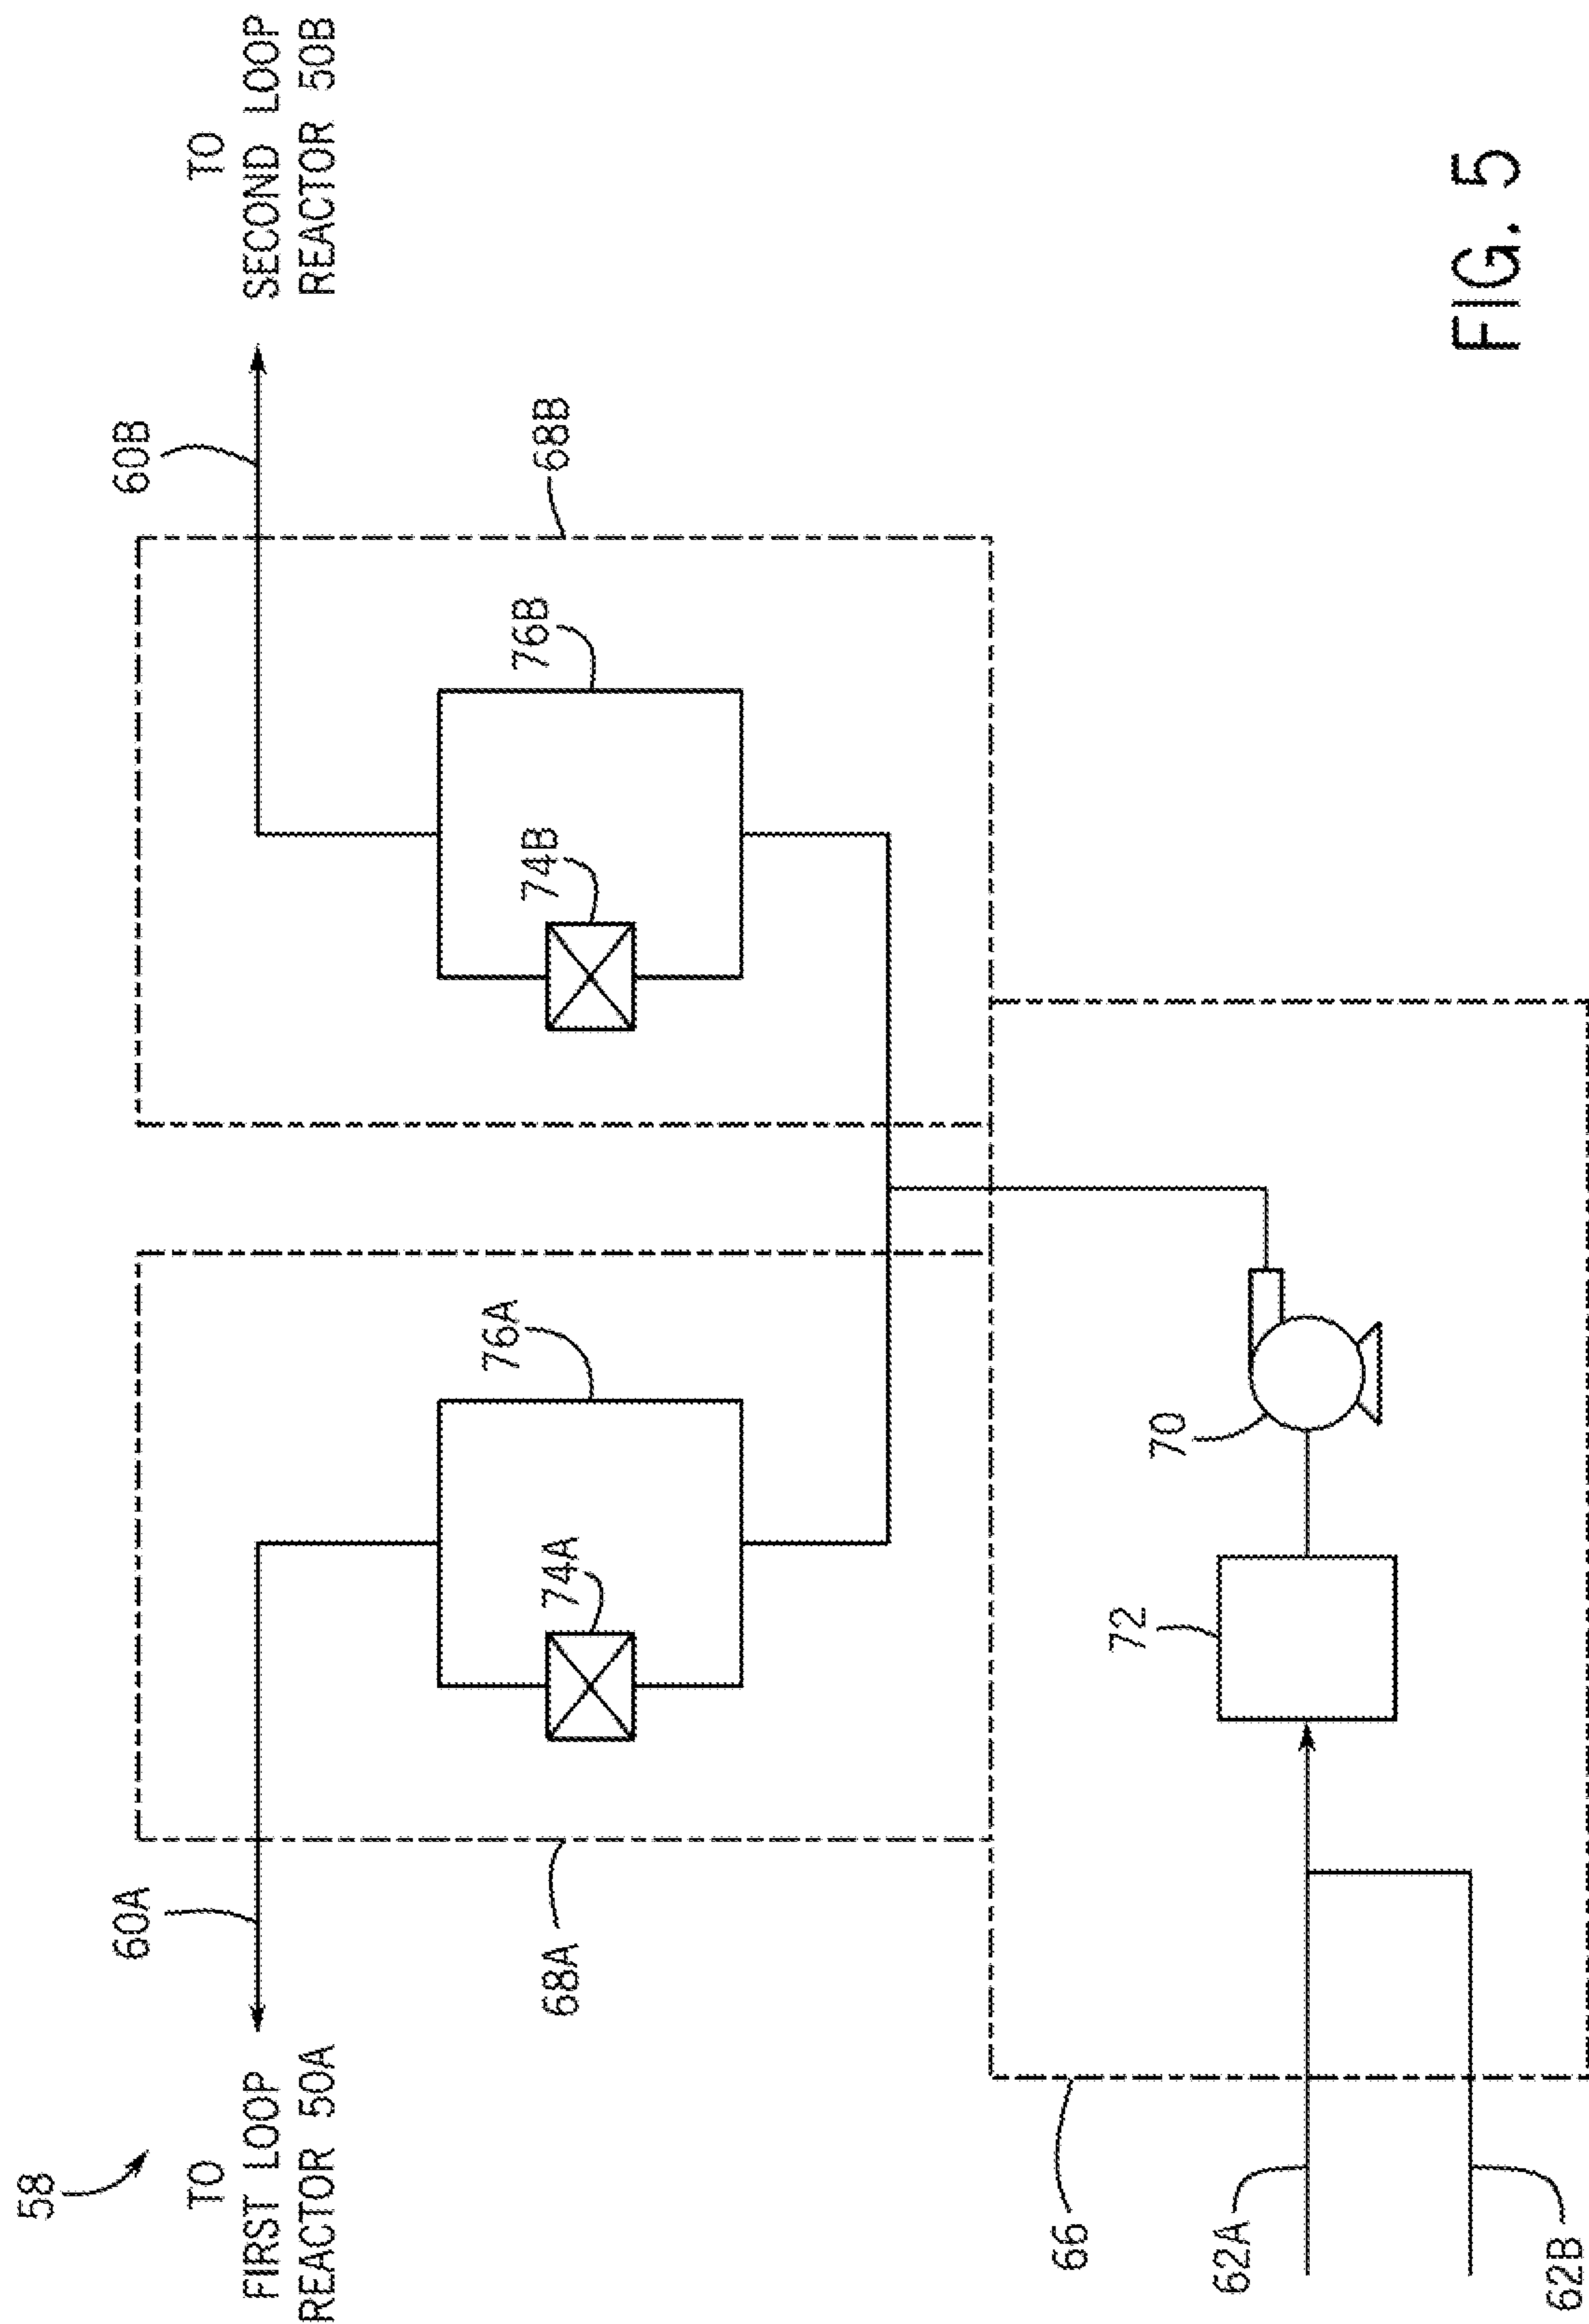 58
TO
FIRST LOOP
REACTOR 50A
60A
60B
TO
SECOND LOOP
REACTOR 50B
68A
74A
76A
74B
76B
68B
66
62A
62B
72
70
FIG. 5